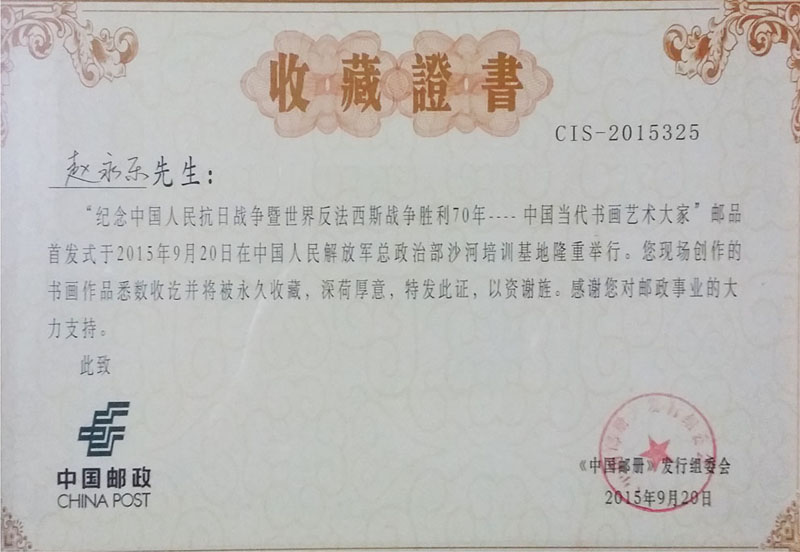 收藏證書
CIS-2015325
赵永乐先生：
“纪念中国人民抗日战争暨世界反法西斯战争胜利70年----中国当代书画艺术大家”邮品
首发式于2015年9月20日在中国人民解放军总政治部沙河培训基地隆重举行。您现场创作的
书画作品悉数收讫并将被永久收藏，深荷厚意，特发此证，以资谢旌。感谢您对邮政事业的大
力支持。
此致
中国邮政
CHINA POST
《中国邮册》发行组委会
2015年9月20日